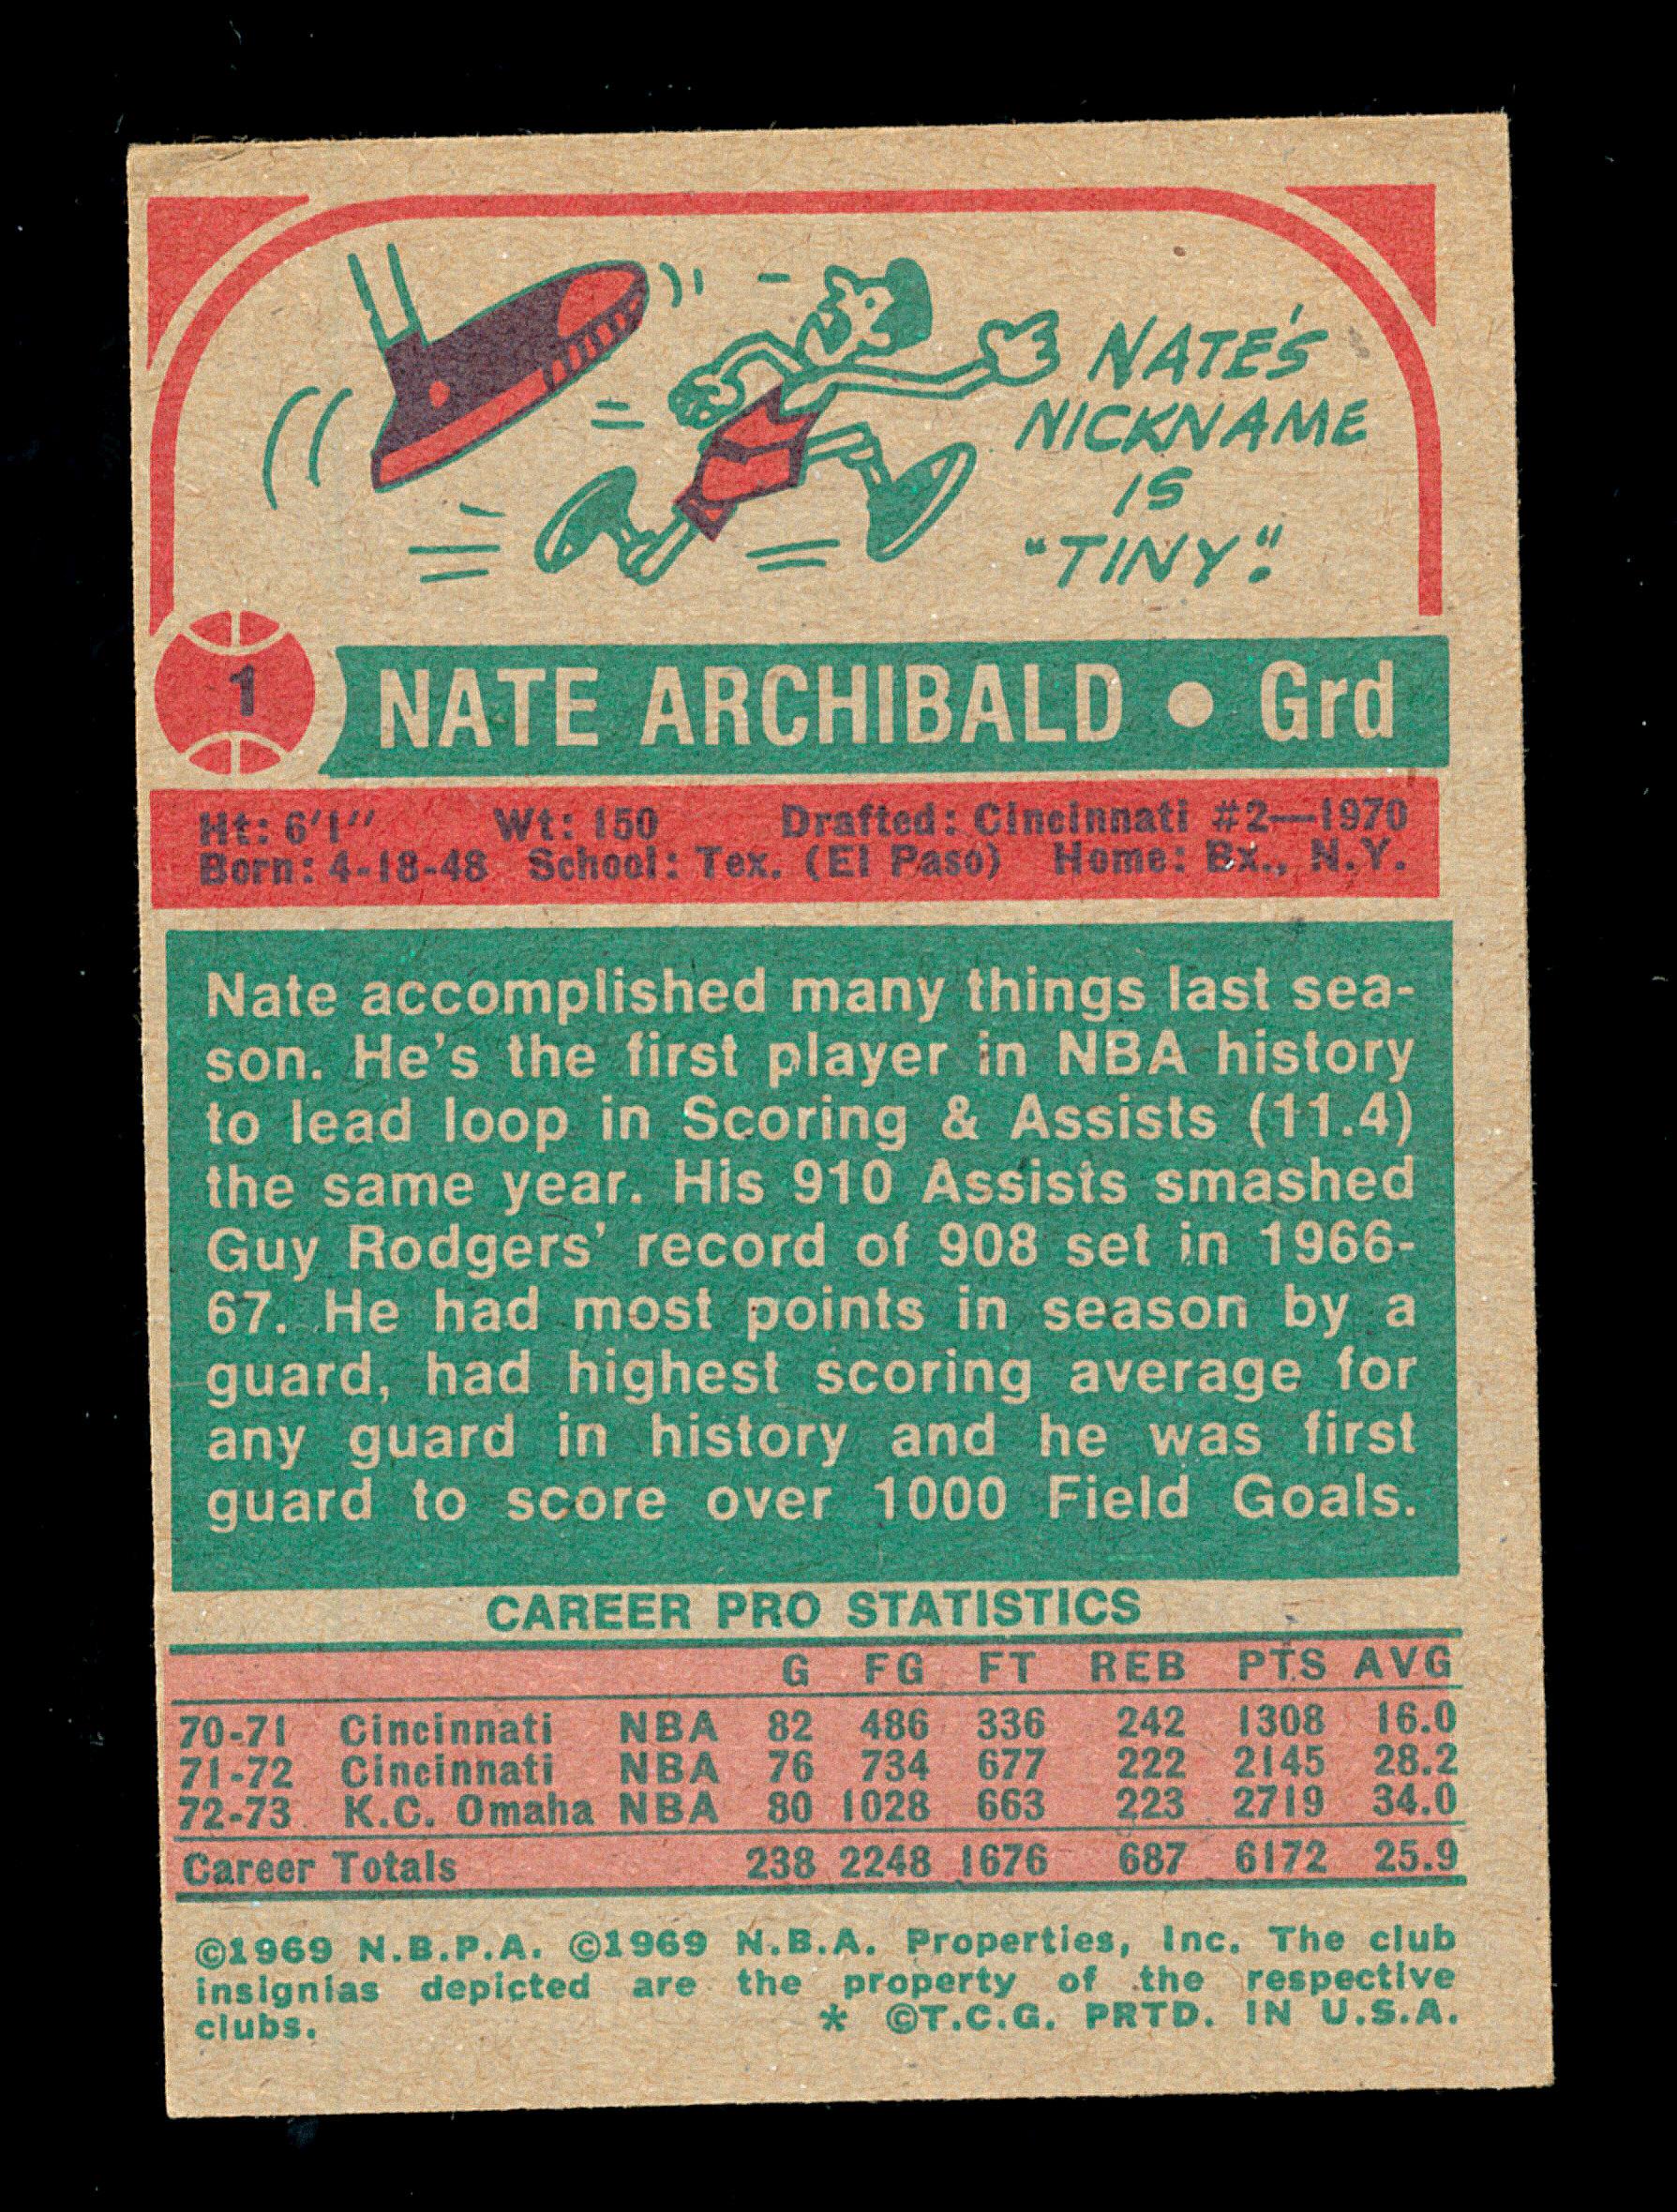 NATE'S
NICKNAME
IS
"TINY."
1
NATE ARCHIBALD • Grd
Ht: 6'1" Wt: 150 Drafted: Cincinnati #2—1970
Born: 4-18-48 School: Tex. (El Paso) Home: Bx., N.Y.
Nate accomplished many things last sea-
son. He's the first player in NBA history
to lead loop in Scoring & Assists (11.4)
the same year. His 910 Assists smashed
Guy Rodgers' record of 908 set in 1966-
67. He had most points in season by a
guard, had highest scoring average for
any guard in history and he was first
guard to score over 1000 Field Goals.
CAREER PRO STATISTICS
G FG FT REB PTS AVG
70-71 Cincinnati NBA 82 486 336 242 1308 16.0
71-72 Cincinnati NBA 76 734 677 222 2145 28.2
72-73 K.C. Omaha NBA 80 1028 663 223 2719 34.0
Career Totals 238 2248 1676 687 6172 25.9
©1969 N.B.P.A. ©1969 N.B.A. Properties, Inc. The club
insignias depicted are the property of the respective
clubs. * ©T.C.G. PRTD. IN U.S.A.